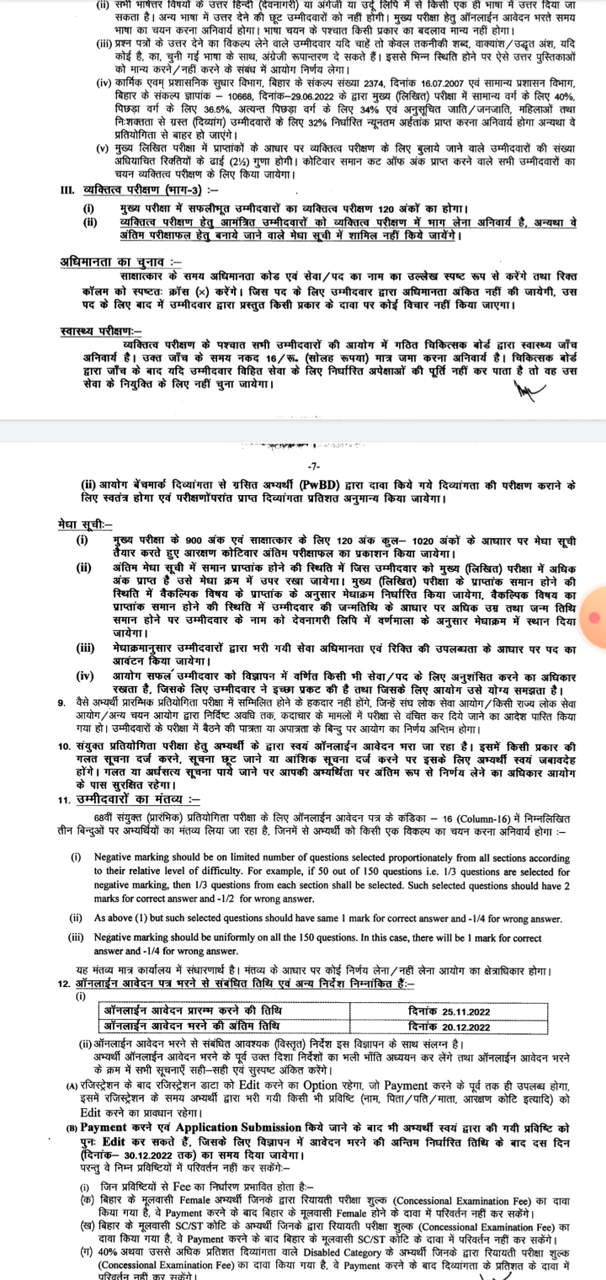 (ii) सभी भाषेत्तर विषयों के उत्तर हिन्दी (देवनागरी) या अंगेजी या उर्दू लिपि में से किसी एक ही भाषा में उत्तर दिया जा
सकता है। अन्य भाषा में उत्तर देने की छूट उम्मीदवारों को नहीं होगी। मुख्य परीक्षा हेतु ऑनलाईन आवेदन भरते समय
भाषा का चयन करना अनिवार्य होगा। भाषा चयन के पश्चात किसी प्रकार का बदलाव मान्य नहीं होगा।
(iii) प्रश्न पत्रों के उत्तर देने का विकल्प लेने वाले उम्मीदवार यदि चाहें तो केवल तकनीकी शब्द, वाक्यांश/उद्धृत अंश, यदि
कोई है, का, चुनी गई भाषा के साथ, अंग्रेजी रूपान्तरण दे सकते हैं। इससे भिन्न स्थिति होने पर ऐसे उत्तर पुस्तिकाओं
को मान्य करने/नहीं करने के संबंध में आयोग निर्णय लेगा।
(iv) कार्मिक एवम् प्रशासनिक सुधार विभाग, बिहार के संकल्प संख्या 2374, दिनांक 16.07.2007 एवं सामान्य प्रशासन विभाग,
बिहार के संकल्प ज्ञापांक - 10668, दिनांक-29.06.2022 के द्वारा मुख्य (लिखित) परीक्षा में सामान्य वर्ग के लिए 40%,
पिछड़ा वर्ग के लिए 36.5%, अत्यन्त पिछड़ा वर्ग के लिए 34% एवं अनुसूचित जाति/जनजाति, महिलाओं तथा
निःशक्तता से ग्रस्त (दिव्यांग) उम्मीदवारों के लिए 32% निर्धारित न्यूनतम अर्हतांक प्राप्त करना अनिवार्य होगा अन्यथा वे
प्रतियोगिता से बाहर हो जाएंगे।
(v) मुख्य लिखित परीक्षा में प्राप्तांकों के आधार पर व्यक्तित्व परीक्षण के लिए बुलाये जाने वाले उम्मीदवारों की संख्या
अधियाचित रिक्तियों के ढाई (2½) गुणा होगी। कोटिवार समान कट ऑफ अंक प्राप्त करने वाले सभी उम्मीदवारों का
चयन व्यक्तित्व परीक्षण के लिए किया जायेगा।
III. व्यक्तित्व परीक्षण (भाग-3) :–
(i) मुख्य परीक्षा में सफलीभूत उम्मीदवारों का व्यक्तित्व परीक्षण 120 अंकों का होगा।
(ii) व्यक्तित्व परीक्षण हेतु आमंत्रित उम्मीदवारों को व्यक्तित्व परीक्षण में भाग लेना अनिवार्य है, अन्यथा वे
अंतिम परीक्षाफल हेतु बनाये जाने वाले मेधा सूची में शामिल नहीं किये जायेंगे।
अधिमानता का चुनाव :–
साक्षात्कार के समय अधिमानता कोड एवं सेवा/पद का नाम का उल्लेख स्पष्ट रूप से करेंगे तथा रिक्त
कॉलम को स्पष्टतः क्रॉस (×) करेंगे। जिस पद के लिए उम्मीदवार द्वारा अधिमानता अंकित नहीं की जायेगी, उस
पद के लिए बाद में उम्मीदवार द्वारा प्रस्तुत किसी प्रकार के दावा पर कोई विचार नहीं किया जाएगा।
स्वास्थ्य परीक्षण:–
व्यक्तित्व परीक्षण के पश्चात सभी उम्मीदवारों की आयोग में गठित चिकित्सक बोर्ड द्वारा स्वास्थ्य जाँच
अनिवार्य है। उक्त जाँच के समय नकद 16/रू. (सोलह रूपया) मात्र जमा करना अनिवार्य है। चिकित्सक बोर्ड
द्वारा जाँच के बाद यदि उम्मीदवार विहित सेवा के लिए निर्धारित अपेक्षाओं की पूर्ति नहीं कर पाता है तो वह उस
सेवा के नियुक्ति के लिए नहीं चुना जायेगा।
-7-
(ii) आयोग बेंचमार्क दिव्यांगता से ग्रसित अभ्यर्थी (PwBD) द्वारा दावा किये गये दिव्यांगता की परीक्षण कराने के
लिए स्वतंत्र होगा एवं परीक्षणोंपरांत प्राप्त दिव्यांगता प्रतिशत अनुमान्य किया जायेगा।
मेधा सूची:–
(i) मुख्य परीक्षा के 900 अंक एवं साक्षात्कार के लिए 120 अंक कुल- 1020 अंकों के आधाार पर मेधा सूची
तैयार करते हुए आरक्षण कोटिवार अंतिम परीक्षाफल का प्रकाशन किया जायेगा।
(ii) अंतिम मेधा सूची में समान प्राप्तांक होने की स्थिति में जिस उम्मीदवार को मुख्य (लिखित) परीक्षा में अधिक
अंक प्राप्त है उसे मेधा क्रम में उपर रखा जायेगा। मुख्य (लिखित) परीक्षा के प्राप्तांक समान होने की
स्थिति में वैकल्पिक विषय के प्राप्तांक के अनुसार मेधाक्रम निर्धारित किया जायेगा, वैकल्पिक विषय का
प्राप्तांक समान होने की स्थिति में उम्मीदवार की जन्मतिथि के आधार पर अधिक उम्र तथा जन्म तिथि
समान होने पर उम्मीदवार के नाम को देवनागरी लिपि में वर्णमाला के अनुसार मेधाक्रम में स्थान दिया
जायेगा।
(iii) मेधाक्रमानुसार उम्मीदवारों द्वारा भरी गयी सेवा अधिमानता एवं रिक्ति की उपलब्धता के आधार पर पद का
आवंटन किया जायेगा।
(iv) आयोग सफल उम्मीदवार को विज्ञापन में वर्णित किसी भी सेवा/पद के लिए अनुशंसित करने का अधिकार
रखता है, जिसके लिए उम्मीदवार ने इच्छा प्रकट की है तथा जिसके लिए आयोग उसे योग्य समझता है।
9. वैसे अभ्यर्थी प्रारम्भिक प्रतियोगिता परीक्षा में सम्मिलित होने के हकदार नहीं होंगे, जिन्हें संघ लोक सेवा आयोग/किसी राज्य लोक सेवा
आयोग/अन्य चयन आयोग द्वारा निर्दिष्ट अवधि तक, कदाचार के मामलों में परीक्षा से वंचित कर दिये जाने का आदेश पारित किया
गया हो। उम्मीदवारों के परीक्षा में बैठने की पात्रता या अपात्रता के बिन्दु पर आयोग का निर्णय अन्तिम होगा।
10. संयुक्त प्रतियोगिता परीक्षा हेतु अभ्यर्थी के द्वारा स्वयं ऑनलाईन आवेदन भरा जा रहा है। इसमें किसी प्रकार की
गलत सूचना दर्ज करने, सूचना छूट जाने या आंशिक सूचना दर्ज करने पर इसके लिए अभ्यर्थी स्वयं जवाबदेह
होंगे। गलत या अर्धसत्य सूचना पाये जाने पर आपकी अभ्यर्थिता पर अंतिम रूप से निर्णय लेने का अधिकार आयोग
के पास सुरक्षित रहेगा।
11. उम्मीदवारों का मंतव्य :–
68वीं संयुक्त (प्रारंभिक) प्रतियोगिता परीक्षा के लिए ऑनलाईन आवेदन पत्र के कंडिका – 16 (Column-16) में निम्नलिखित
तीन बिन्दुओं पर अभ्यर्थियों का मंतव्य लिया जा रहा है, जिनमें से अभ्यर्थी को किसी एक विकल्प का चयन करना अनिवार्य होगा :–
(i) Negative marking should be on limited number of questions selected proportionately from all sections according
to their relative level of difficulty. For example, if 50 out of 150 questions i.e. 1/3 questions are selected for
negative marking, then 1/3 questions from each section shall be selected. Such selected questions should have 2
marks for correct answer and -1/2 for wrong answer.
(ii) As above (1) but such selected questions should have same 1 mark for correct answer and -1/4 for wrong answer.
(iii) Negative marking should be uniformly on all the 150 questions. In this case, there will be 1 mark for correct
answer and -1/4 for wrong answer.
यह मंतव्य मात्र कार्यालय में संधारणार्थ है। मंतव्य के आधार पर कोई निर्णय लेना/नहीं लेना आयोग का क्षेत्राधिकार होगा।
12. ऑनलाईन आवेदन पत्र भरने से संबंधित तिथि एवं अन्य निर्देश निम्नांकित हैं:–
(i)
ऑनलाईन आवेदन प्रारम्भ करने की तिथि दिनांक 25.11.2022
ऑनलाईन आवेदन भरने की अंतिम तिथि दिनांक 20.12.2022
(ii) ऑनलाईन आवेदन भरने से संबंधित आवश्यक (विस्तृत) निर्देश इस विज्ञापन के साथ संलग्न है।
अभ्यर्थी ऑनलाईन आवेदन भरने के पूर्व उक्त दिशा निर्देशों का भली भाँति अध्ययन कर लेंगे तथा ऑनलाईन आवेदन भरने
के क्रम में सभी सूचनाएँ सही–सही एवं सुस्पष्ट अंकित करेंगे।
(A) रजिस्ट्रेशन के बाद रजिस्ट्रेशन डाटा को Edit करने का Option रहेगा, जो Payment करने के पूर्व तक ही उपलब्ध होगा,
इसमें रजिस्ट्रेशन के समय अभ्यर्थी द्वारा भरी गयी किसी भी प्रविष्टि (नाम, पिता/पति/माता, आरक्षण कोटि इत्यादि) को
Edit करने का प्रावधान रहेगा।
(B) Payment करने एवं Application Submission किये जाने के बाद भी अभ्यर्थी स्वयं द्वारा की गयी प्रविष्टि को
पुनः Edit कर सकते हैं, जिसके लिए विज्ञापन में आवेदन भरने की अन्तिम निर्धारित तिथि के बाद दस दिन
(दिनांक– 30.12.2022 तक) का समय दिया जायेगा।
परन्तु वे निम्न प्रविष्टियों में परिवर्तन नहीं कर सकेंगे:–
(i) जिन प्रविष्टियों से Fee का निर्धारण प्रभावित होता है:–
(क) बिहार के मूलवासी Female अभ्यर्थी जिनके द्वारा रियायती परीक्षा शुल्क (Concessional Examination Fee) का दावा
किया गया है, वे Payment करने के बाद बिहार के मूलवासी Female होने के दावा में परिवर्तन नहीं कर सकेंगे।
(ख) बिहार के मूलवासी SC/ST कोटि के अभ्यर्थी जिनके द्वारा रियायती परीक्षा शुल्क (Concessional Examination Fee) का
दावा किया गया है, वे Payment करने के बाद बिहार के मूलवासी SC/ST कोटि के दावा में परिवर्तन नहीं कर सकेंगे।
(ग) 40% अथवा उससे अधिक प्रतिशत दिव्यांगता वाले Disabled Category के अभ्यर्थी जिनके द्वारा रियायती परीक्षा शुल्क
(Concessional Examination Fee) का दावा किया गया है, वे Payment करने के बाद दिव्यांगता के प्रतिशत के दावा में
परिवर्तन नहीं कर सकेंगे।